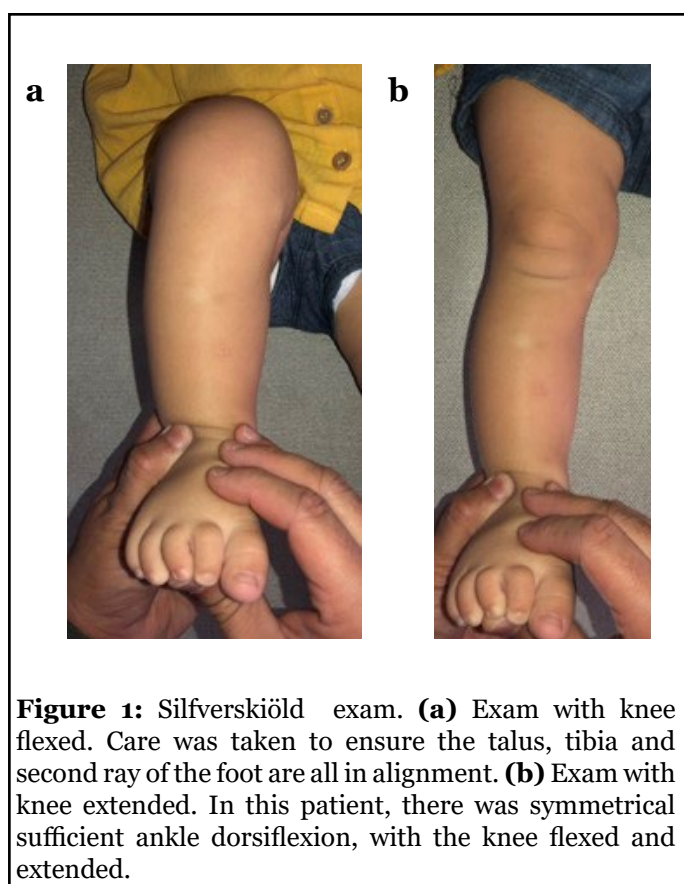 a
b
Figure 1: Silfverskiöld exam. (a) Exam with knee
flexed. Care was taken to ensure the talus, tibia and
second ray of the foot are all in alignment. (b) Exam with
knee extended. In this patient, there was symmetrical
sufficient ankle dorsiflexion, with the knee flexed and
extended.